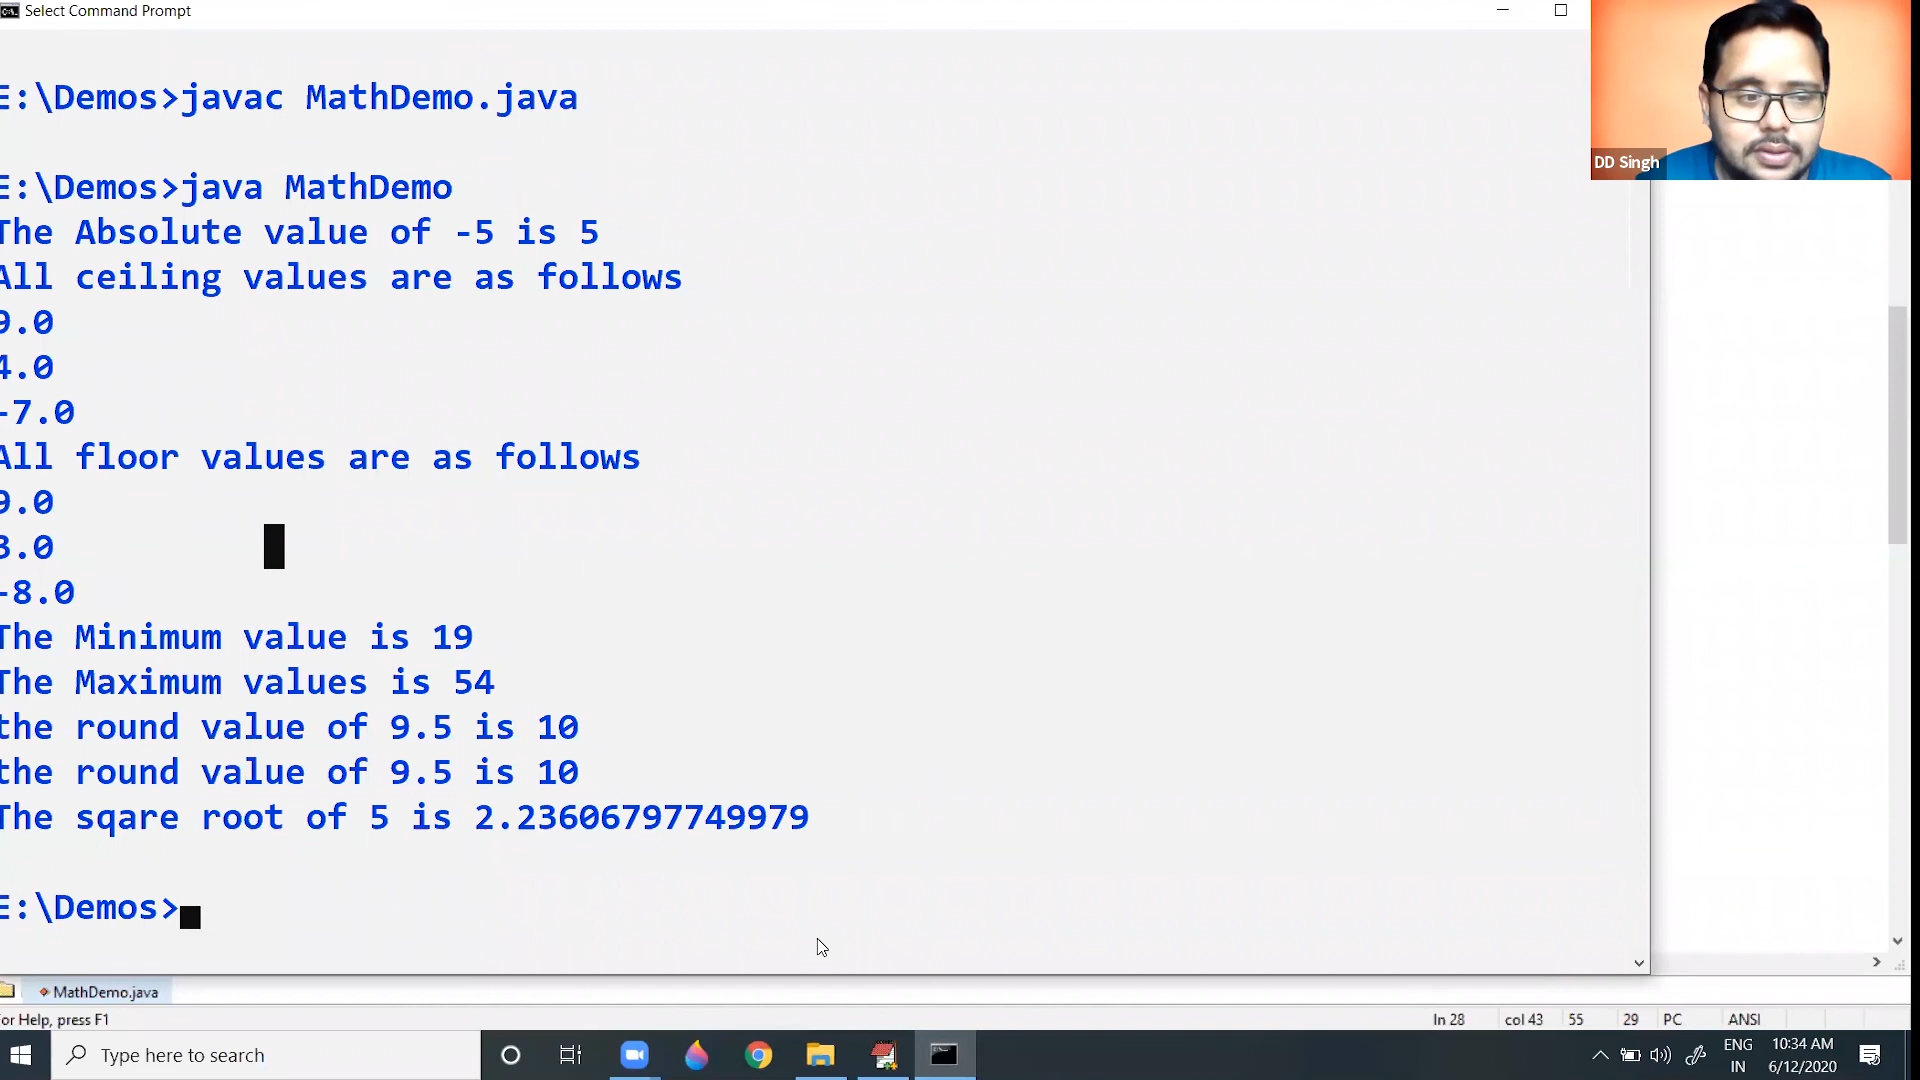 Select Command Prompt
E:\Demos>javac MathDemo.java
E:\Demos>java MathDemo
The Absolute value of -5 is 5
All ceiling values are as follows
9.0
4.0
-7.0
All floor values are as follows
9.0
3.0
-8.0
The Minimum value is 19
The Maximum values is 54
the round value of 9.5 is 10
the round value of 9.5 is 10
The sqare root of 5 is 2.23606797749979
E:\Demos>
DD Singh
MathDemo.java
or Help, press F1
ln 28 col 43 55 29 PC ANSI
Type here to search
ENG
IN
10:34 AM
6/12/2020